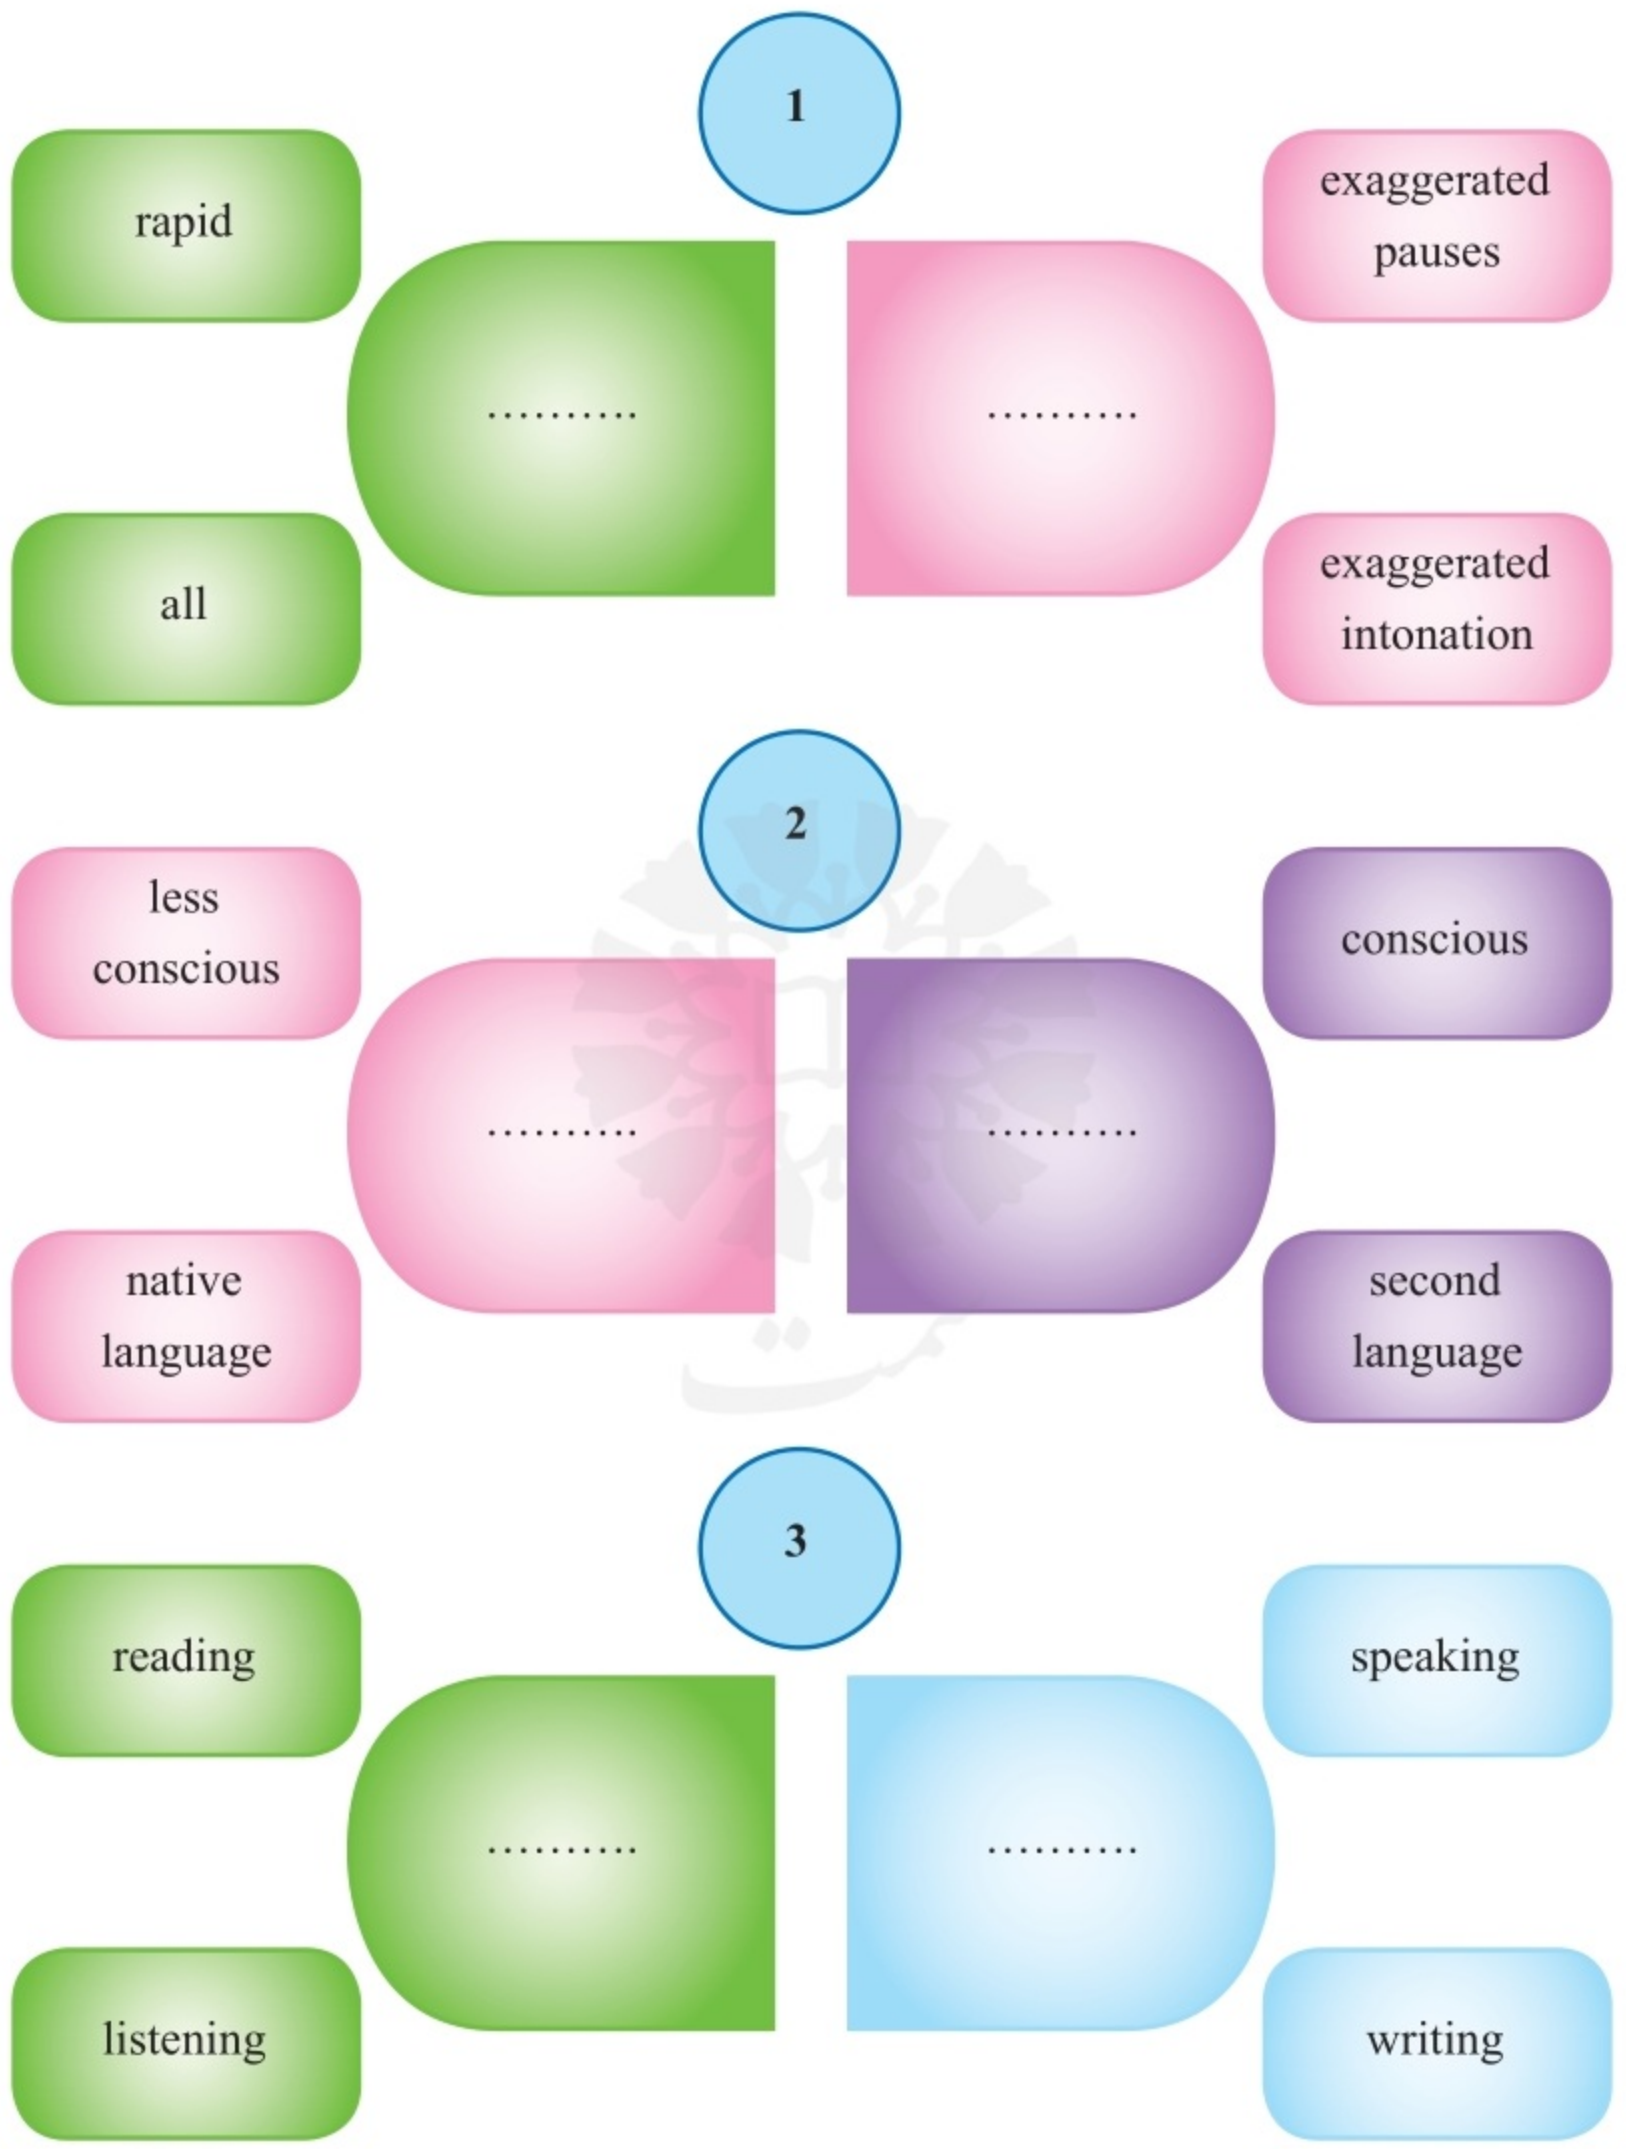 1
rapid
exaggerated
pauses
..........
..........
all
exaggerated
intonation
2
less
conscious
conscious
..........
..........
native
language
second
language
سمت
3
reading
speaking
..........
..........
listening
writing